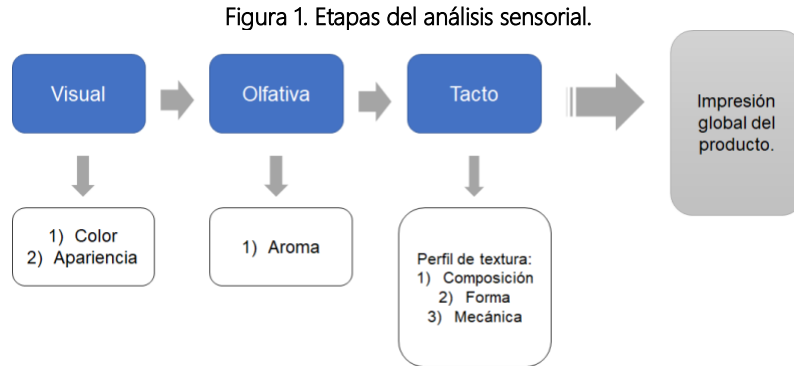 Figura 1. Etapas del análisis sensorial.
Visual
Olfativa
Tacto
Impresión
global del
producto.
1) Color
2) Apariencia
1) Aroma
Perfil de textura:
1) Composición
2) Forma
3) Mecánica